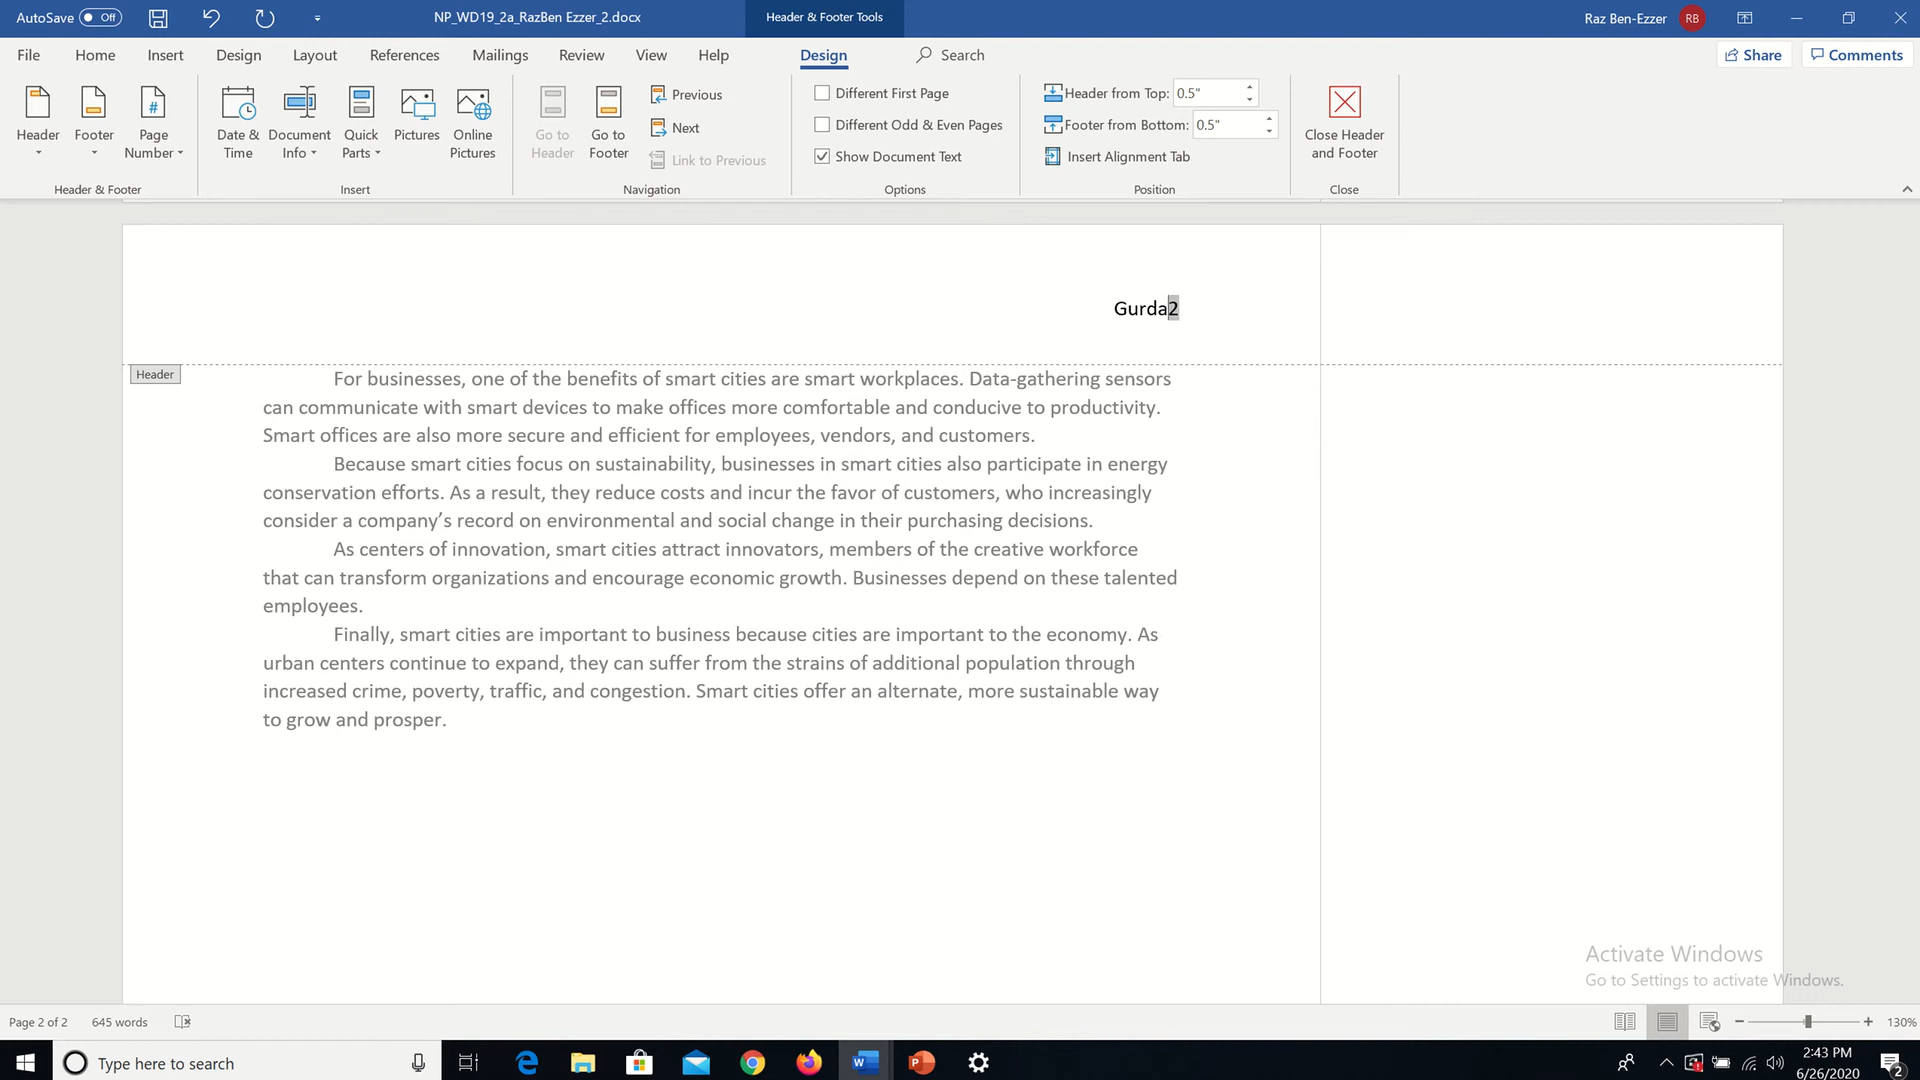 AutoSave Off NP_WD19_2a_RazBen Ezzer_2.docx Header & Footer Tools Raz Ben-Ezzer RB
File Home Insert Design Layout References Mailings Review View Help Design Search Share Comments
Header Footer Page Number
Date & Time Document Info Quick Parts Pictures Online Pictures
Go to Header Go to Footer
Previous
Next
Link to Previous
Different First Page
Different Odd & Even Pages
Show Document Text
Header from Top: 0.5"
Footer from Bottom: 0.5"
Insert Alignment Tab
Close Header and Footer
Header & Footer Insert Navigation Options Position Close
Gurda2
Header
For businesses, one of the benefits of smart cities are smart workplaces. Data-gathering sensors
can communicate with smart devices to make offices more comfortable and conducive to productivity.
Smart offices are also more secure and efficient for employees, vendors, and customers.
Because smart cities focus on sustainability, businesses in smart cities also participate in energy
conservation efforts. As a result, they reduce costs and incur the favor of customers, who increasingly
consider a company’s record on environmental and social change in their purchasing decisions.
As centers of innovation, smart cities attract innovators, members of the creative workforce
that can transform organizations and encourage economic growth. Businesses depend on these talented
employees.
Finally, smart cities are important to business because cities are important to the economy. As
urban centers continue to expand, they can suffer from the strains of additional population through
increased crime, poverty, traffic, and congestion. Smart cities offer an alternate, more sustainable way
to grow and prosper.
Activate Windows
Go to Settings to activate Windows.
Page 2 of 2 645 words 130%
Type here to search
2:43 PM
6/26/2020
2